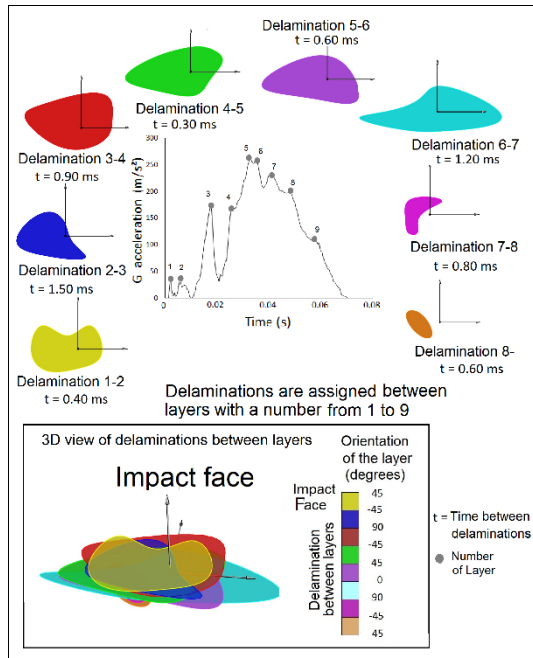 Delamination 5-6
t = 0.60 ms
Delamination 4-5
t = 0.30 ms
Delamination 3-4
t = 0.90 ms
Delamination 6-7
t = 1.20 ms
Delamination 2-3
t = 1.50 ms
Delamination 7-8
t = 0.80 ms
Delamination 1-2
t = 0.40 ms
Delamination 8-
t = 0.60 ms
G acceleration (m/s²)
300
250
200
150
100
50
0
0 0.02 0.04 0.06 0.08
Time (s)
1 2 3 4 5 6 7 8 9
Delaminations are assigned between
layers with a number from 1 to 9
3D view of delaminations between layers
Impact face
Orientation
of the layer
(degrees)
Impact
Face
Delamination
between layers
45
-45
90
-45
45
0
90
-45
45
t = Time between
delaminations
Number
of Layer